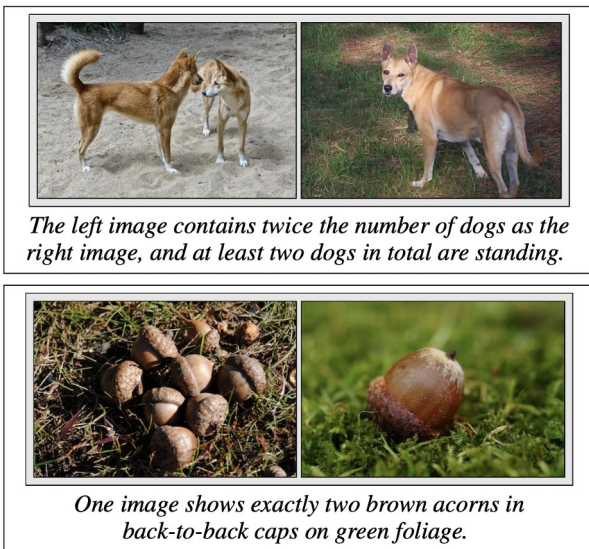 The left image contains twice the number of dogs as the
right image, and at least two dogs in total are standing.
One image shows exactly two brown acorns in
back-to-back caps on green foliage.